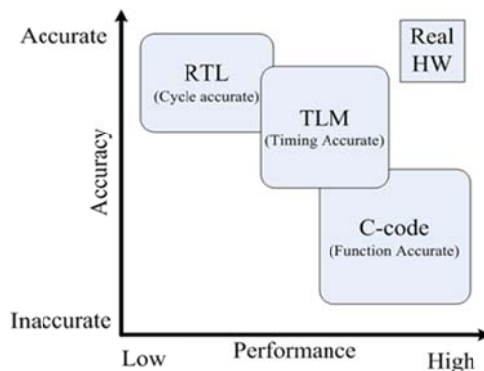 Accurate
Real
HW
RTL
(Cycle accurate)
TLM
(Timing Accurate)
Accuracy
C-code
(Function Accurate)
Inaccurate
Low
Performance
High